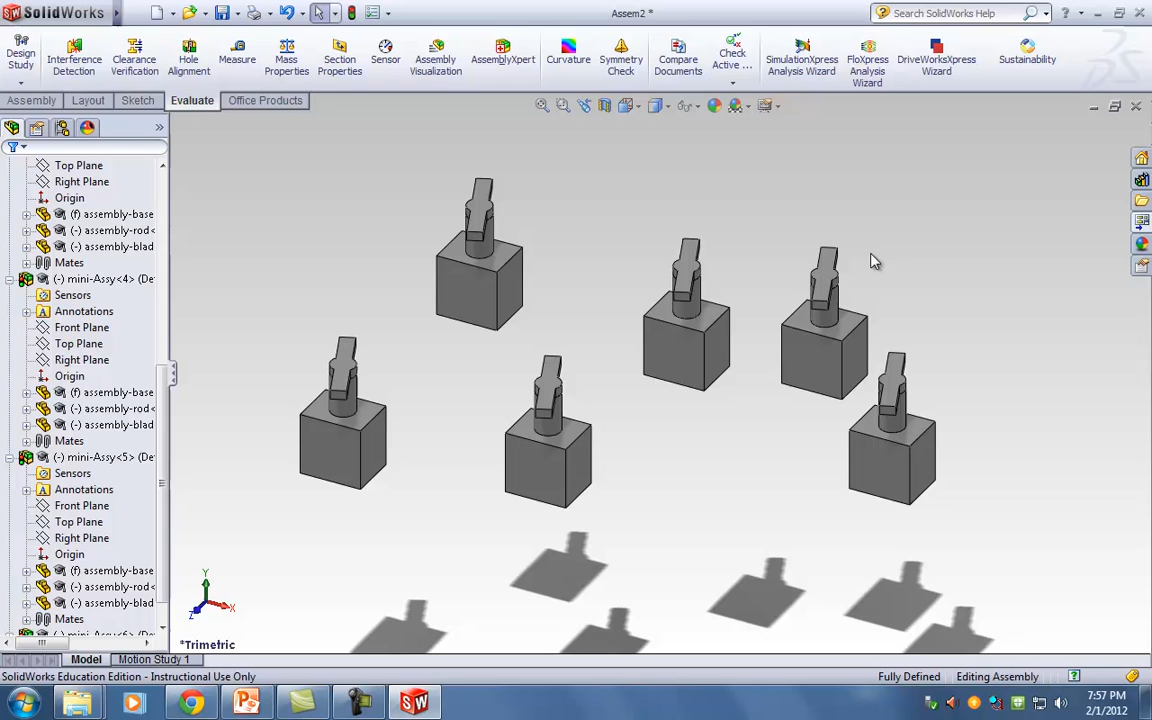 SolidWorks
Assem2 *
Search SolidWorks Help
Design Study
Interference Detection
Clearance Verification
Hole Alignment
Measure
Mass Properties
Section Properties
Sensor
Assembly Visualization
AssemblyXpert
Curvature
Symmetry Check
Compare Documents
Check Active ...
SimulationXpress Analysis Wizard
FloXpress Analysis Wizard
DriveWorksXpress Wizard
Sustainability
Assembly
Layout
Sketch
Evaluate
Office Products
Top Plane
Right Plane
Origin
(f) assembly-base
(-) assembly-rod<
(-) assembly-blad
Mates
(-) mini-Assy<4> (De
Sensors
Annotations
Front Plane
Top Plane
Right Plane
Origin
(f) assembly-base
(-) assembly-rod<
(-) assembly-blad
Mates
(-) mini-Assy<5> (De
Sensors
Annotations
Front Plane
Top Plane
Right Plane
Origin
(f) assembly-base
(-) assembly-rod<
(-) assembly-blad
Mates
Y
X
Z
*Trimetric
Model
Motion Study 1
SolidWorks Education Edition - Instructional Use Only
Fully Defined
Editing Assembly
7:57 PM
2/1/2012